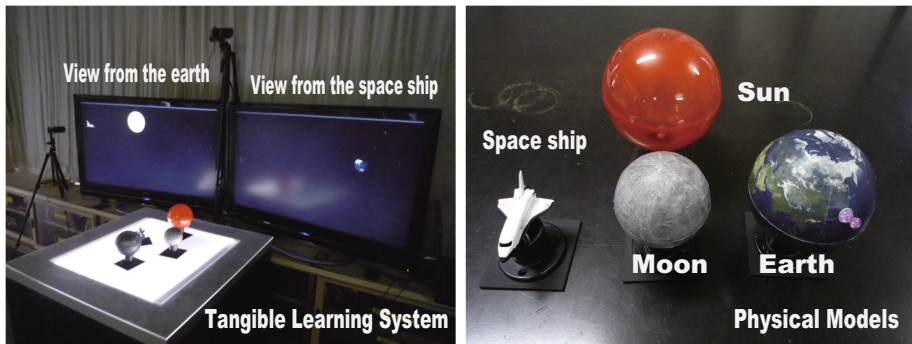 View from the earth
View from the space ship
Tangible Learning System
Sun
Space ship
Moon
Earth
Physical Models